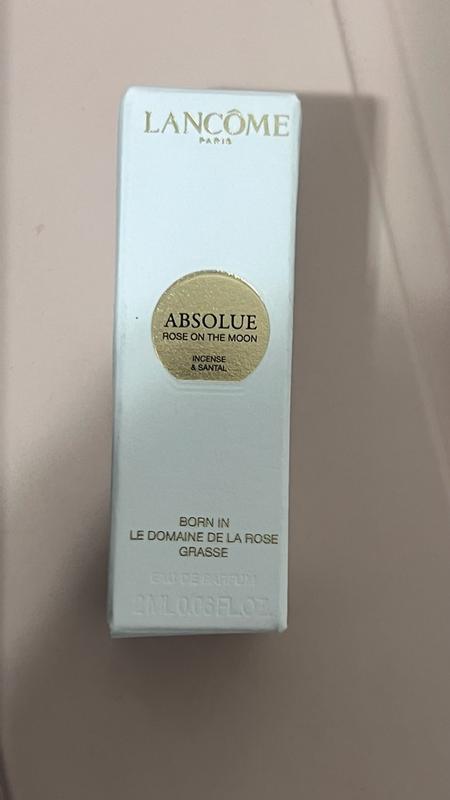 LANCÔME
PARIS
ABSOLUE
ROSE ON THE MOON
INCENSE
& SANTAL
BORN IN
LE DOMAINE DE LA ROSE
GRASSE
EAU DE PARFUM
2 ML 0.06 FL.OZ.